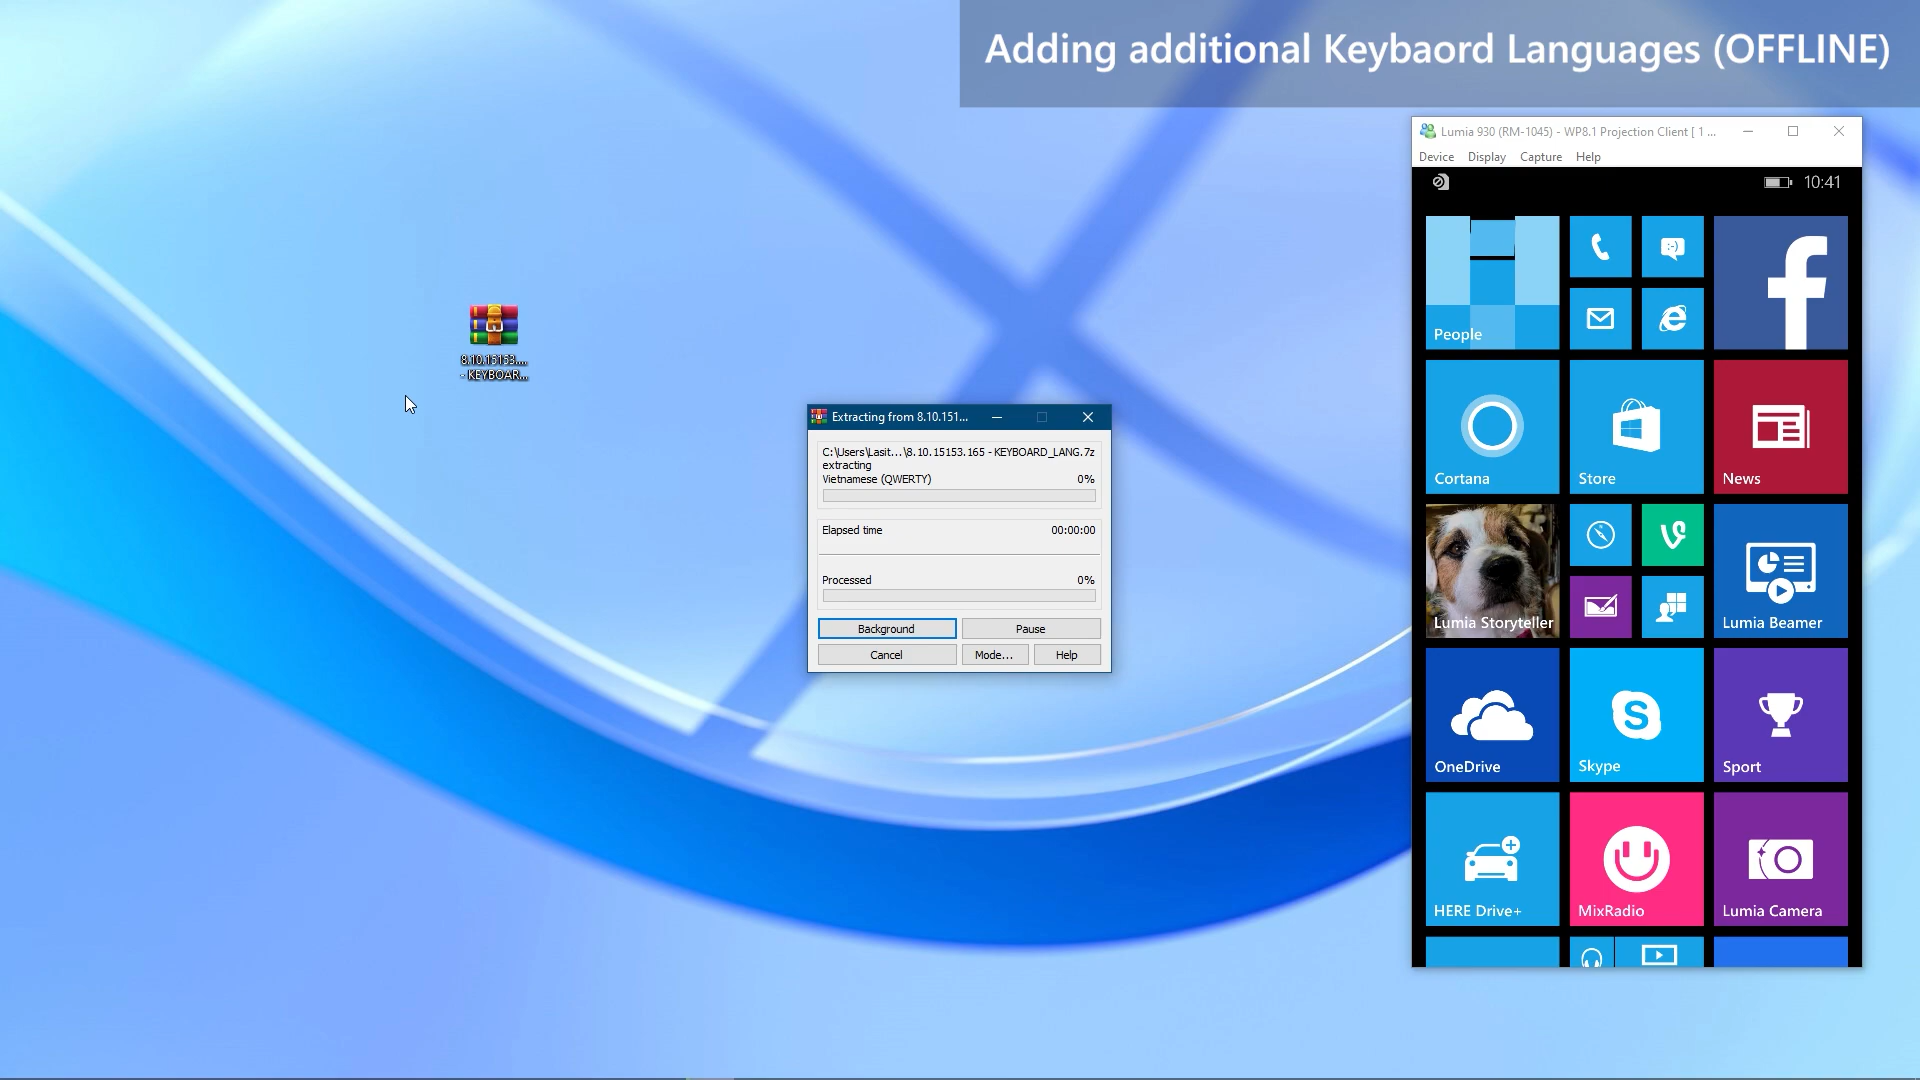 Adding additional Keybaord Languages (OFFLINE)
Lumia 930 (RM-1045) - WP8.1 Projection Client [ 1 ...
Device Display Capture Help
10:41
People
Cortana
Store
News
Lumia Storyteller
Lumia Beamer
OneDrive
Skype
Sport
HERE Drive+
MixRadio
Lumia Camera
8.10.15153....
- KEYBOAR...
Extracting from 8.10.151...
C:\Users\Lasit...\8.10.15153.165 - KEYBOARD_LANG.7z
extracting
Vietnamese (QWERTY) 0%
Elapsed time 00:00:00
Processed 0%
Background Pause
Cancel Mode... Help